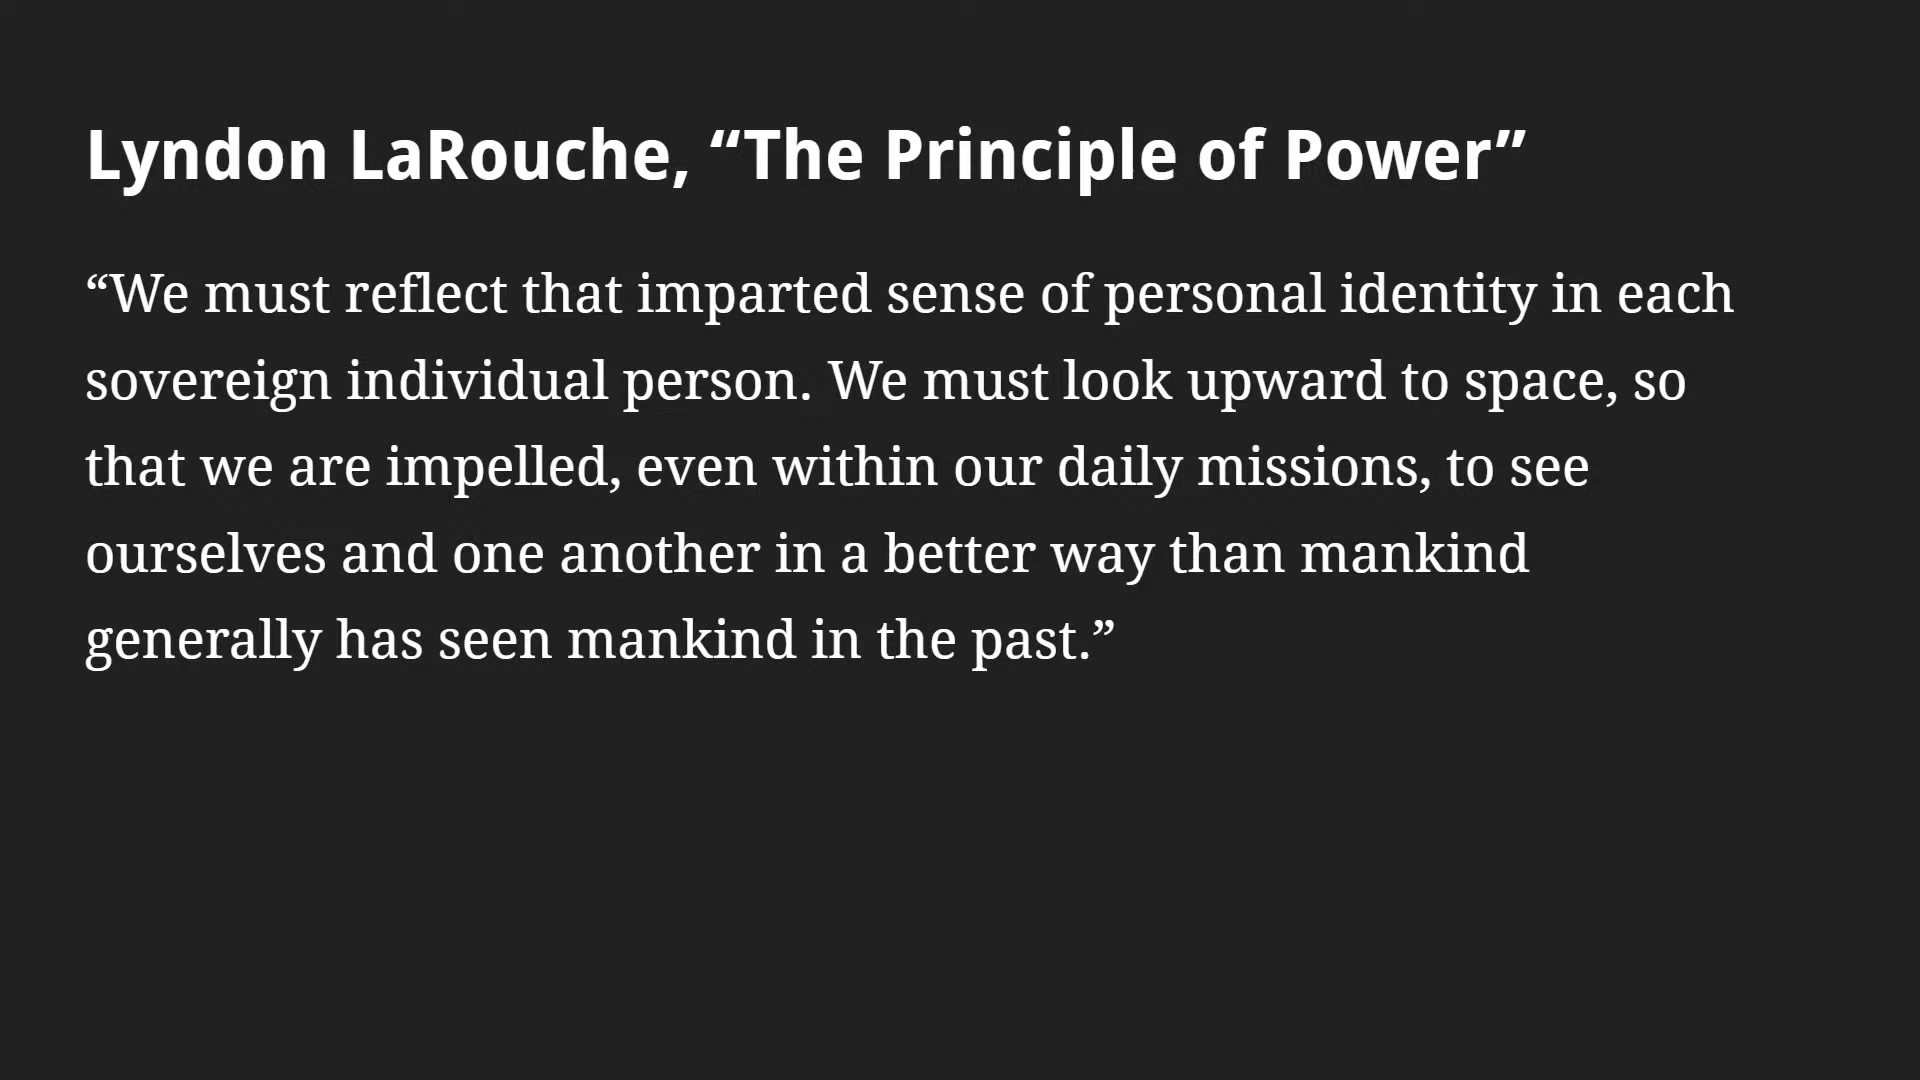 Lyndon LaRouche, “The Principle of Power”
“We must reflect that imparted sense of personal identity in each
sovereign individual person. We must look upward to space, so
that we are impelled, even within our daily missions, to see
ourselves and one another in a better way than mankind
generally has seen mankind in the past.”